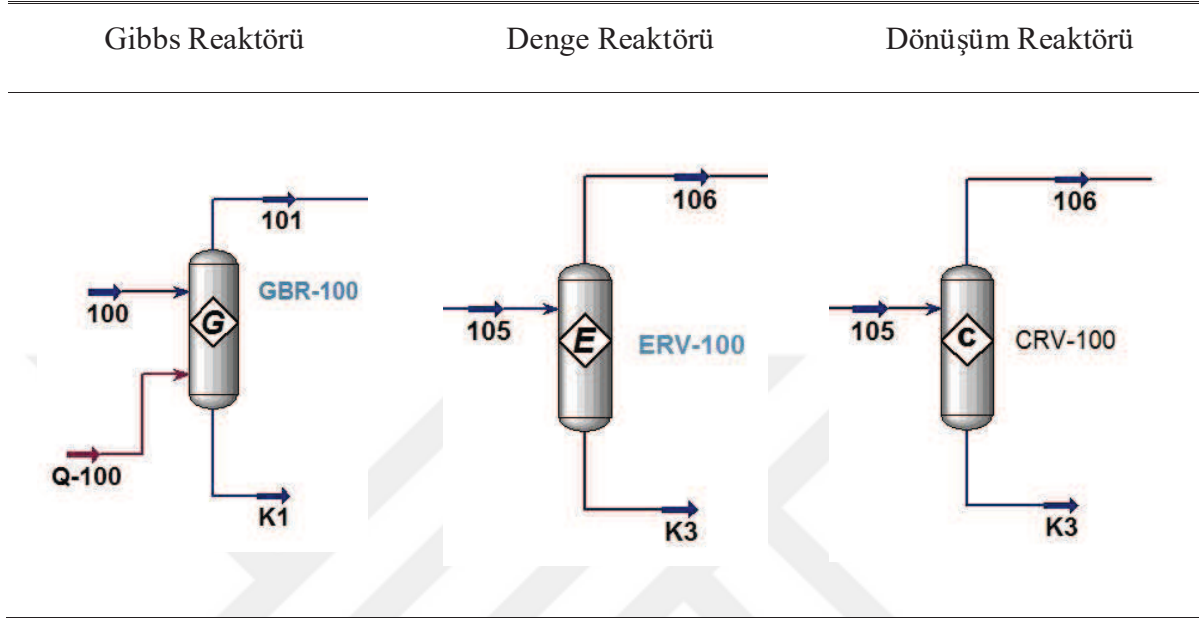 Gibbs Reaktörü
Denge Reaktörü
Dönüşüm Reaktörü
101
GBR-100
100
G
Q-100
K1
106
105
E
ERV-100
K3
106
105
C
CRV-100
K3